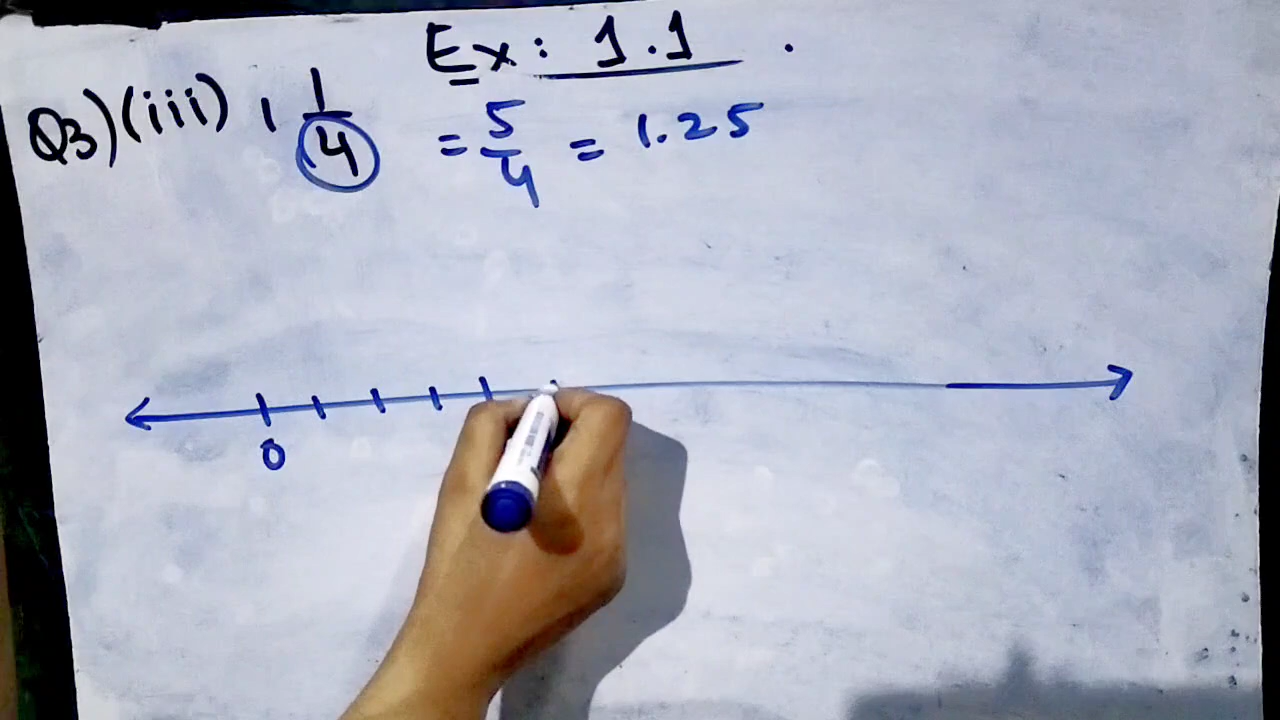 Ex: 1.1 .
Q3)(iii) 1 1/4 = 5/4 = 1.25
0